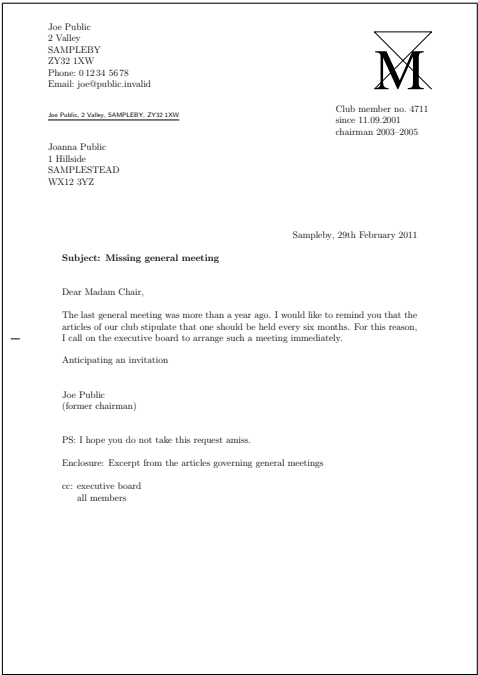 Joe Public
2 Valley
SAMPLEBY
ZY32 1XW
Phone: 0 12 34 56 78
Email: joe@public.invalid
M
Club member no. 4711
since 11.09.2001
chairman 2003–2005
Joe Public, 2 Valley, SAMPLEBY, ZY32 1XW
Joanna Public
1 Hillside
SAMPLESTEAD
WX12 3YZ
Sampleby, 29th February 2011
Subject: Missing general meeting
Dear Madam Chair,
The last general meeting was more than a year ago. I would like to remind you that the
articles of our club stipulate that one should be held every six months. For this reason,
I call on the executive board to arrange such a meeting immediately.
Anticipating an invitation
Joe Public
(former chairman)
PS: I hope you do not take this request amiss.
Enclosure: Excerpt from the articles governing general meetings
cc: executive board
all members